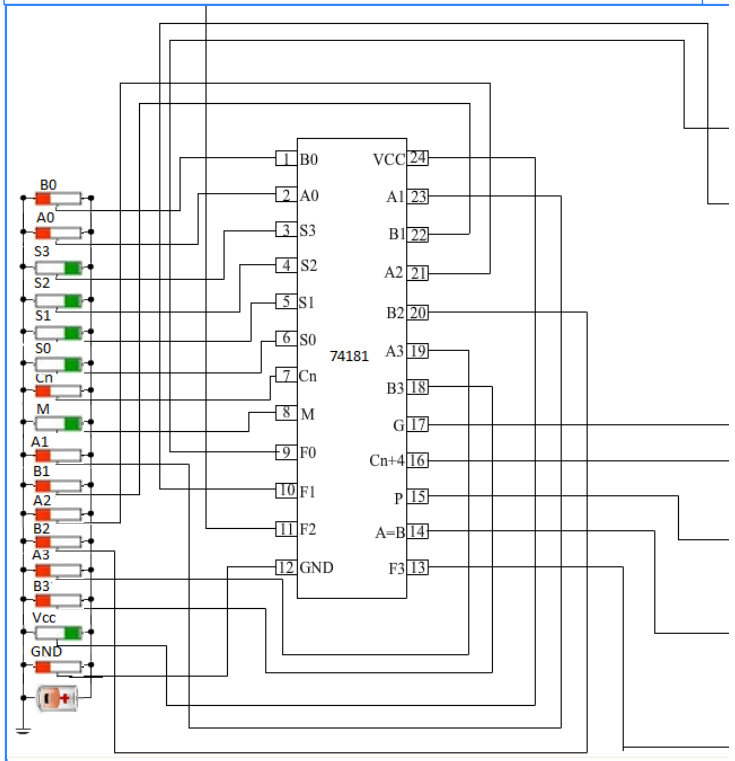 B0
A0
S3
S2
S1
S0
Cn
M
A1
B1
A2
B2
A3
B3
Vcc
GND
1 B0
2 A0
3 S3
4 S2
5 S1
6 S0
7 Cn
8 M
9 F0
10 F1
11 F2
12 GND
74181
VCC 24
A1 23
B1 22
A2 21
B2 20
A3 19
B3 18
G 17
Cn+4 16
P 15
A=B 14
F3 13
- +